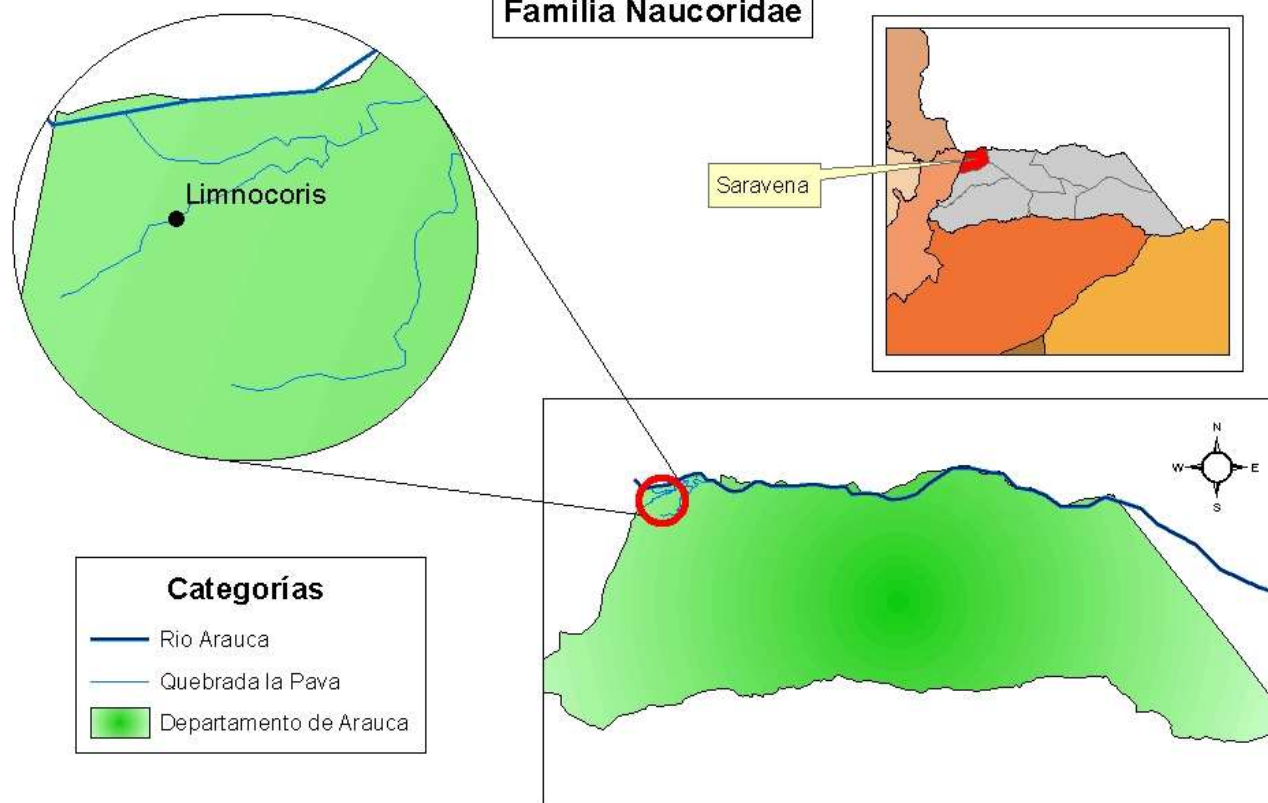 Familia Naucoridae
Limnocoris
Saravena
N
W
E
S
Categorías
Rio Arauca
Quebrada la Pava
Departamento de Arauca